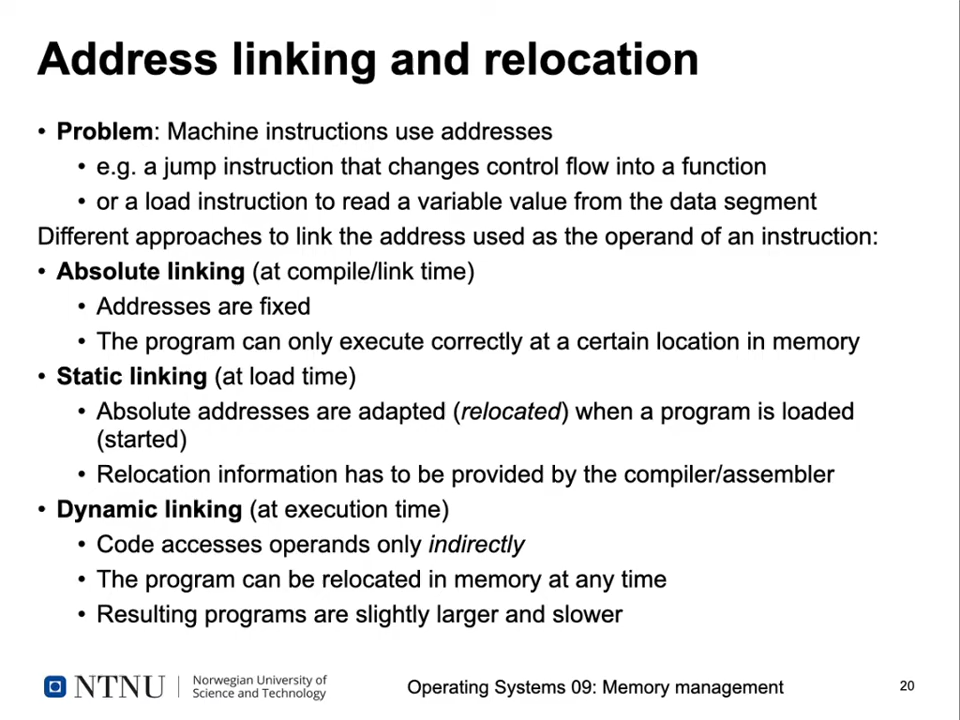 Address linking and relocation
• Problem: Machine instructions use addresses
• e.g. a jump instruction that changes control flow into a function
• or a load instruction to read a variable value from the data segment
Different approaches to link the address used as the operand of an instruction:
• Absolute linking (at compile/link time)
• Addresses are fixed
• The program can only execute correctly at a certain location in memory
• Static linking (at load time)
• Absolute addresses are adapted (relocated) when a program is loaded
(started)
• Relocation information has to be provided by the compiler/assembler
• Dynamic linking (at execution time)
• Code accesses operands only indirectly
• The program can be relocated in memory at any time
• Resulting programs are slightly larger and slower
NTNU
Norwegian University of
Science and Technology
Operating Systems 09: Memory management
20